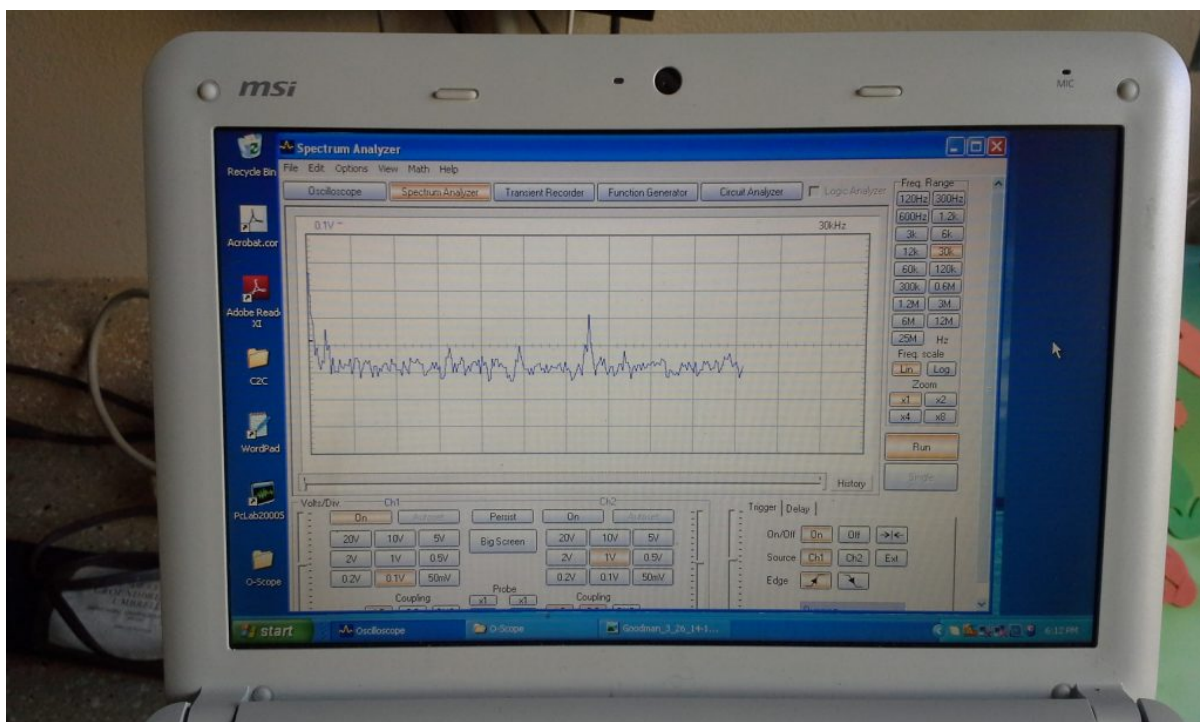 msi
MIC
Recycle Bin
Acrobat.com
Adobe Read
XI
C2C
WordPad
PcLab2000S
O-Scope
Spectrum Analyzer
File Edit Options View Math Help
Oscilloscope Spectrum Analyzer Transient Recorder Function Generator Circuit Analyzer Logic Analyzer
0.1V 30kHz
Freq. Range
120Hz 300Hz
600Hz 1.2k
3k 6k
12k 30k
60k 120k
300k 0.6M
1.2M 3M
6M 12M
25M Hz
Freq. scale
Lin Log
Zoom
x1 x2
x4 x8
Run
Single
History
Volts/Div Ch1 Ch2
On Autoset Persist On Autoset
20V 10V 5V Big Screen 20V 10V 5V
2V 1V 0.5V 2V 1V 0.5V
0.2V 0.1V 50mV 0.2V 0.1V 50mV
Coupling Probe Coupling
x1 x1
Trigger Delay
On/Off On Off
Source Ch1 Ch2 Ext
Edge
start Oscilloscope O-Scope Goodman_3_26_14-1... 6:12 PM